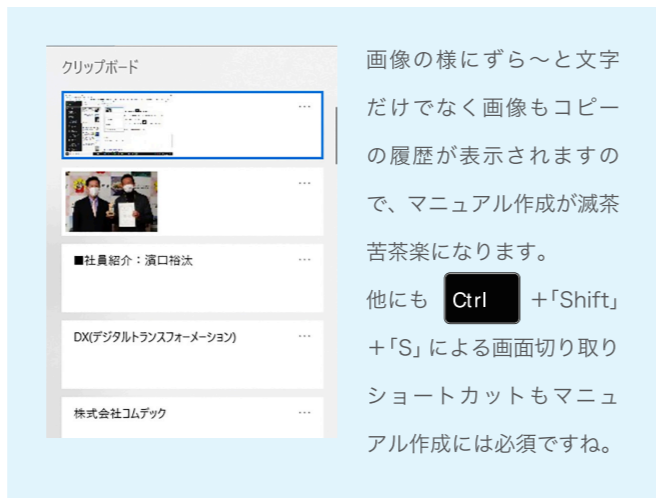 クリップボード
■社員紹介：濱口裕汰
DX(デジタルトランスフォーメーション)
株式会社コムデック
画像の様にずら～と文字
だけでなく画像もコピー
の履歴が表示されますの
で、マニュアル作成が滅茶
苦茶楽になります。
他にも Ctrl ＋「Shift」
＋「S」による画面切り取り
ショートカットもマニュ
アル作成には必須ですね。